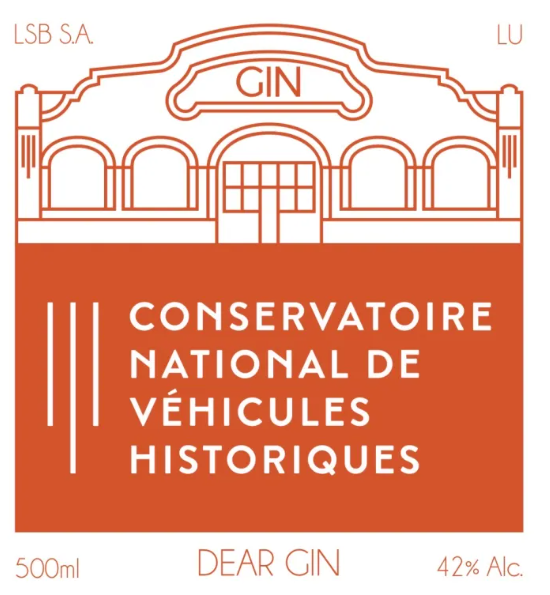 LSB S.A.
LU
GIN
CONSERVATOIRE
NATIONAL DE
VÉHICULES
HISTORIQUES
500ml
DEAR GIN
42% Alc.